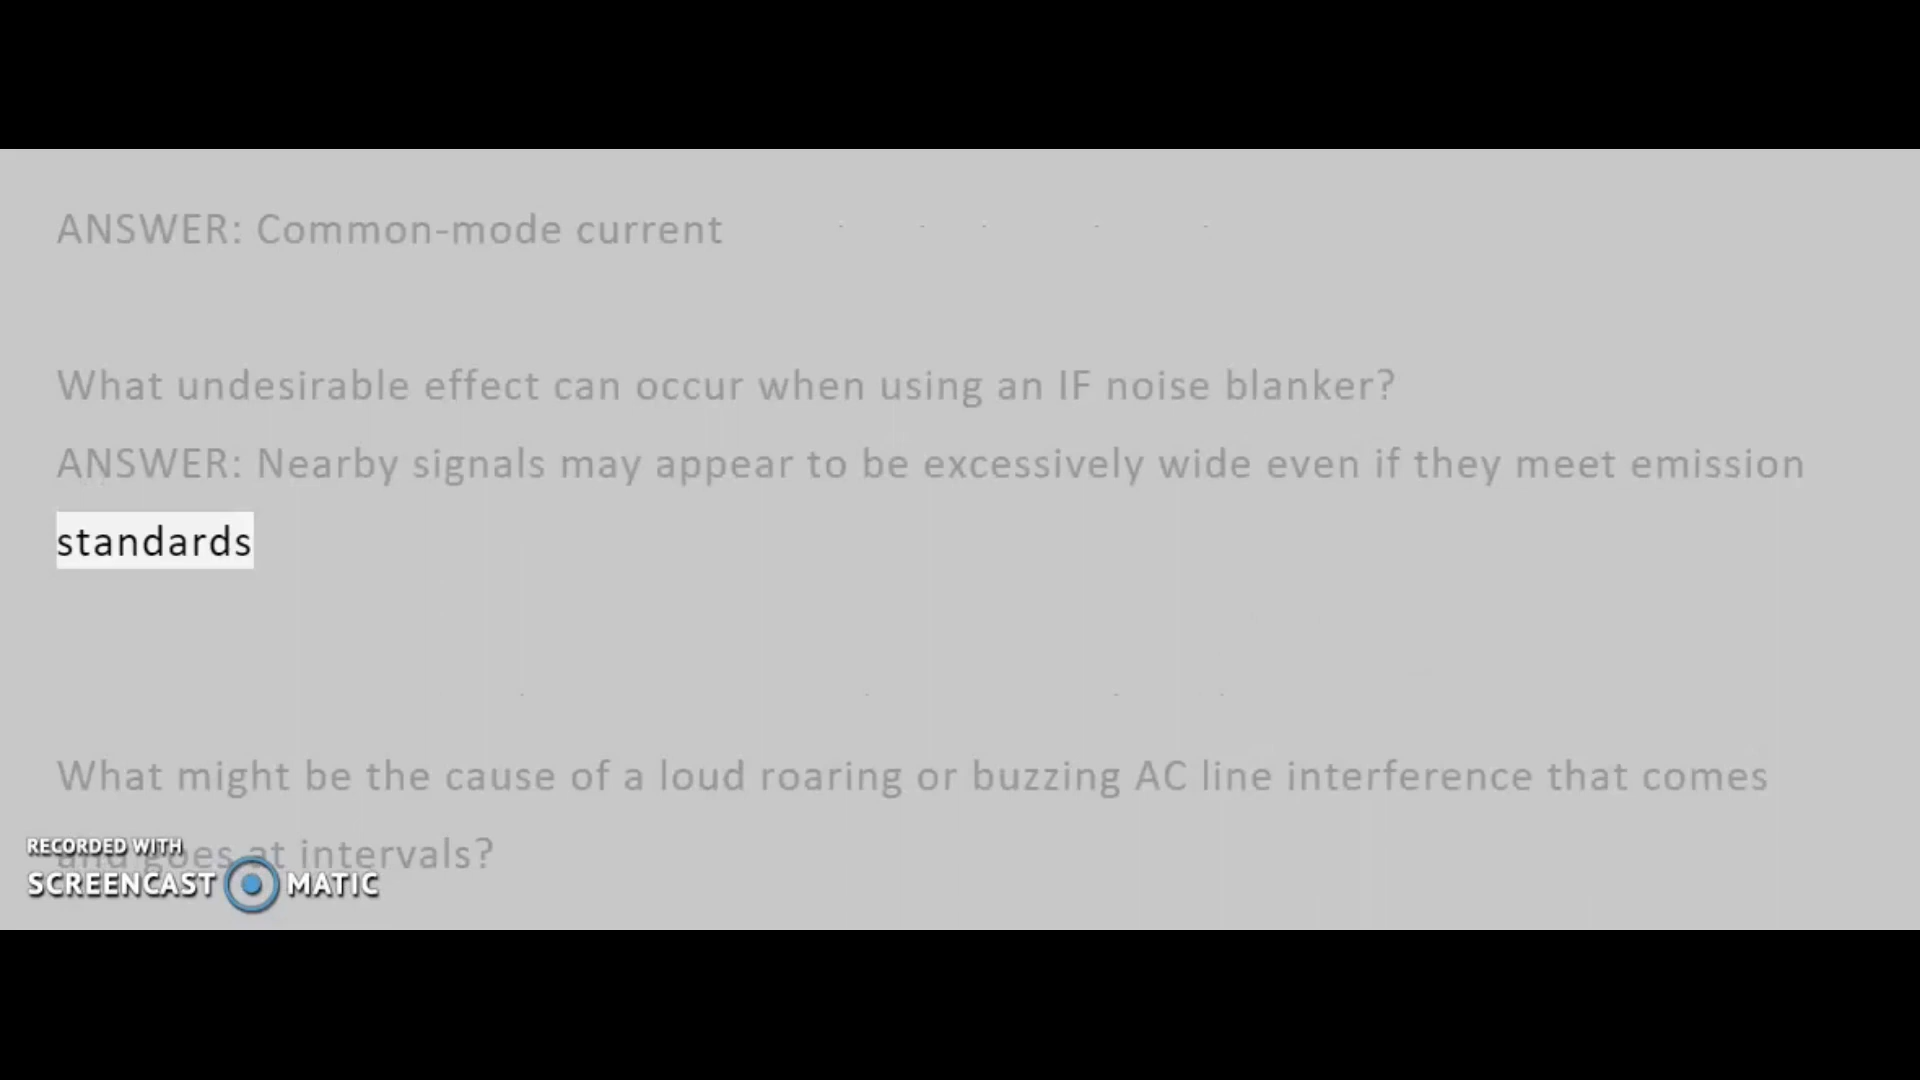 ANSWER: Common-mode current
What undesirable effect can occur when using an IF noise blanker?
ANSWER: Nearby signals may appear to be excessively wide even if they meet emission
standards
What might be the cause of a loud roaring or buzzing AC line interference that comes
and goes at intervals?
RECORDED WITH
SCREENCAST MATIC